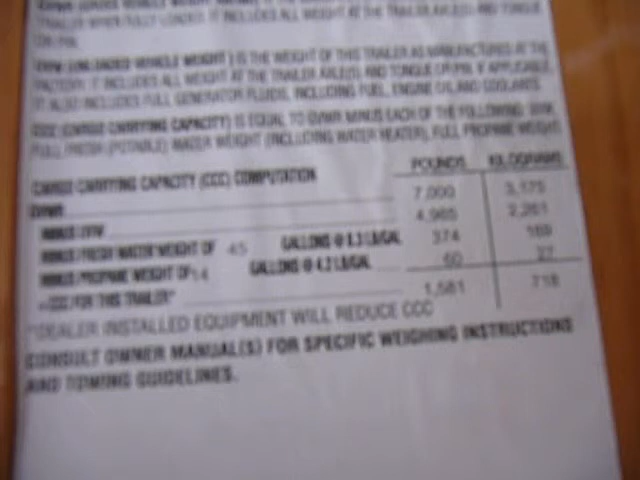 TRAILER WHEN FULLY LOADED. IT INCLUDES ALL WEIGHT AT THE TRAILER AXLE(S) AND TONGUE
OR PIN.
UVW (UNLOADED VEHICLE WEIGHT) IS THE WEIGHT OF THIS TRAILER AS MANUFACTURED AT THE
FACTORY. IT INCLUDES ALL WEIGHT AT THE TRAILER AXLE(S) AND TONGUE OR PIN. IF APPLICABLE,
IT ALSO INCLUDES FULL GENERATOR FLUIDS, INCLUDING FUEL, ENGINE OIL AND COOLANTS.
CCC (CARGO CARRYING CAPACITY) IS EQUAL TO GVWR MINUS EACH OF THE FOLLOWING: UVW,
FULL FRESH (POTABLE) WATER WEIGHT (INCLUDING WATER HEATER), FULL PROPANE WEIGHT
CARGO CARRYING CAPACITY (CCC) COMPUTATION POUNDS KILOGRAMS
GVWR 7,000 3,175
MINUS UVW 4,985 2,261
MINUS FRESH WATER WEIGHT OF 45 GALLONS @ 8.3 LB/GAL 374 169
MINUS PROPANE WEIGHT OF 14 GALLONS @ 4.2 LB/GAL 60 27
=CCC FOR THIS TRAILER* 1,581 718
*DEALER INSTALLED EQUIPMENT WILL REDUCE CCC
CONSULT OWNER MANUAL(S) FOR SPECIFIC WEIGHING INSTRUCTIONS
AND TOWING GUIDELINES.